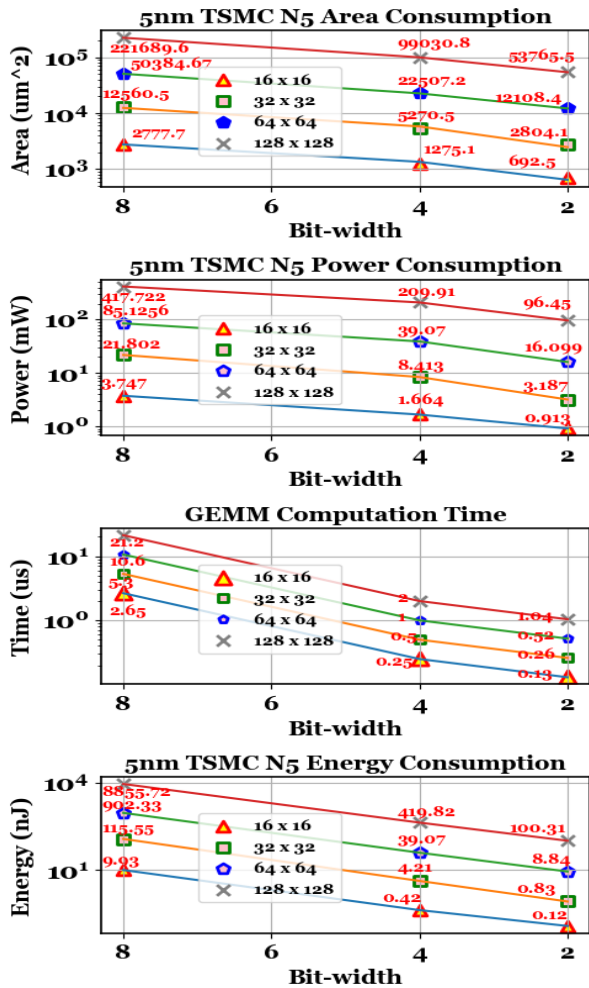 5nm TSMC N5 Area Consumption
Area (um^2)
10^5
10^4
10^3
221689.6
99030.8
53765.5
50384.67
22507.2
12108.4
12560.5
5270.5
2804.1
2777.7
1275.1
692.5
16 x 16
32 x 32
64 x 64
128 x 128
8
6
4
2
Bit-width
5nm TSMC N5 Power Consumption
Power (mW)
10^2
10^1
10^0
417.722
209.91
96.45
85.1256
39.07
16.099
21.802
8.413
3.187
3.747
1.664
0.913
16 x 16
32 x 32
64 x 64
128 x 128
8
6
4
2
Bit-width
GEMM Computation Time
Time (us)
10^1
10^0
21.2
2
1.04
10.6
1
0.52
5.3
0.5
0.26
2.65
0.25
0.13
16 x 16
32 x 32
64 x 64
128 x 128
8
6
4
2
Bit-width
5nm TSMC N5 Energy Consumption
Energy (nJ)
10^4
10^1
8855.72
419.82
100.31
902.33
39.07
8.84
115.55
4.21
0.83
9.93
0.42
0.12
16 x 16
32 x 32
64 x 64
128 x 128
8
6
4
2
Bit-width